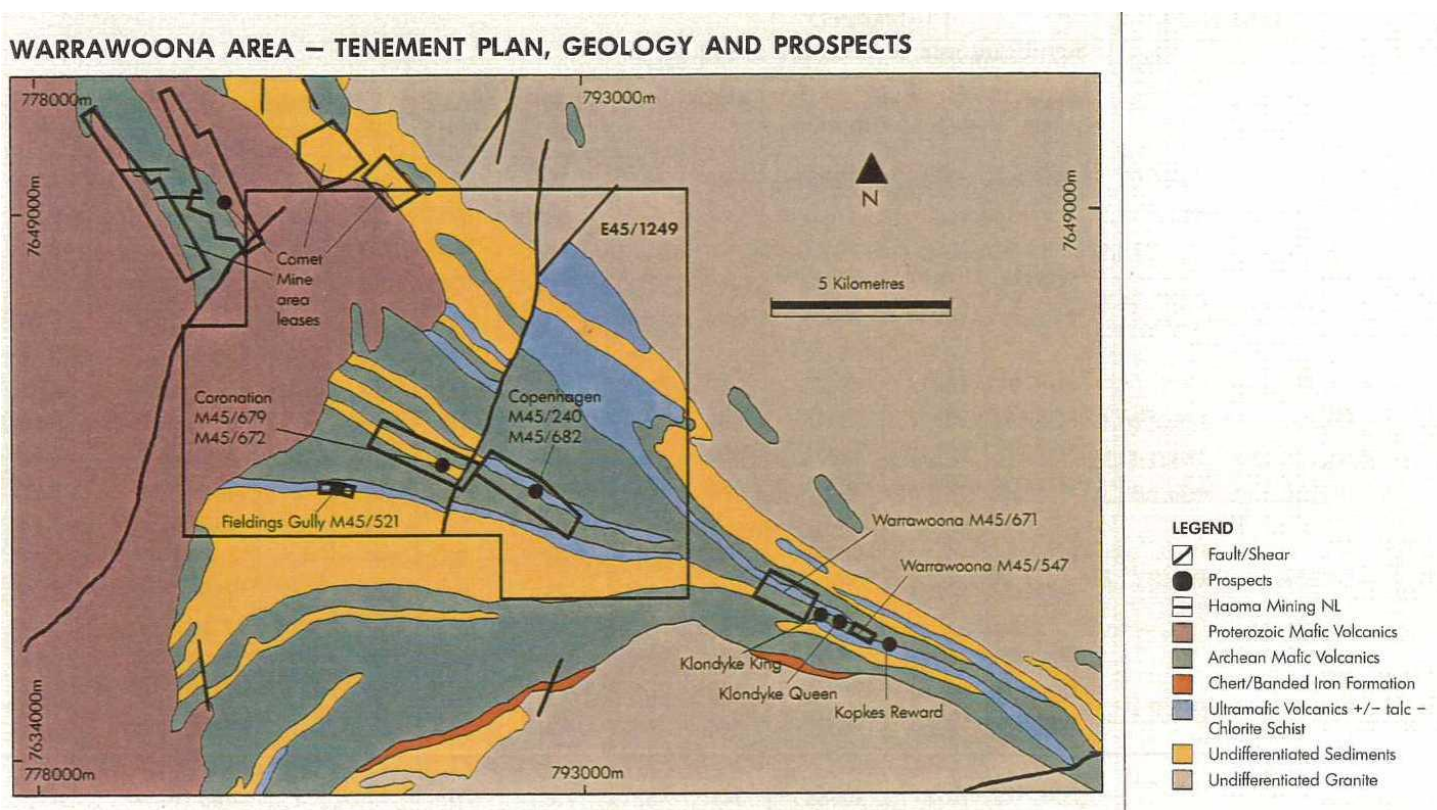 WARRAWOONA AREA – TENEMENT PLAN, GEOLOGY AND PROSPECTS
778000m
793000m
7649000m
7649000m
N
E45/1249
5 Kilometres
Comet
Mine
area
leases
Coronation
M45/679
M45/672
Copenhagen
M45/240
M45/682
Fieldings Gully M45/521
Warrawoona M45/671
Warrawoona M45/547
Klondyke King
Klondyke Queen
Kopkes Reward
7634000m
778000m
793000m
LEGEND
Fault/Shear
Prospects
Haoma Mining NL
Proterozoic Mafic Volcanics
Archean Mafic Volcanics
Chert/Banded Iron Formation
Ultramafic Volcanics +/– talc –
Chlorite Schist
Undifferentiated Sediments
Undifferentiated Granite